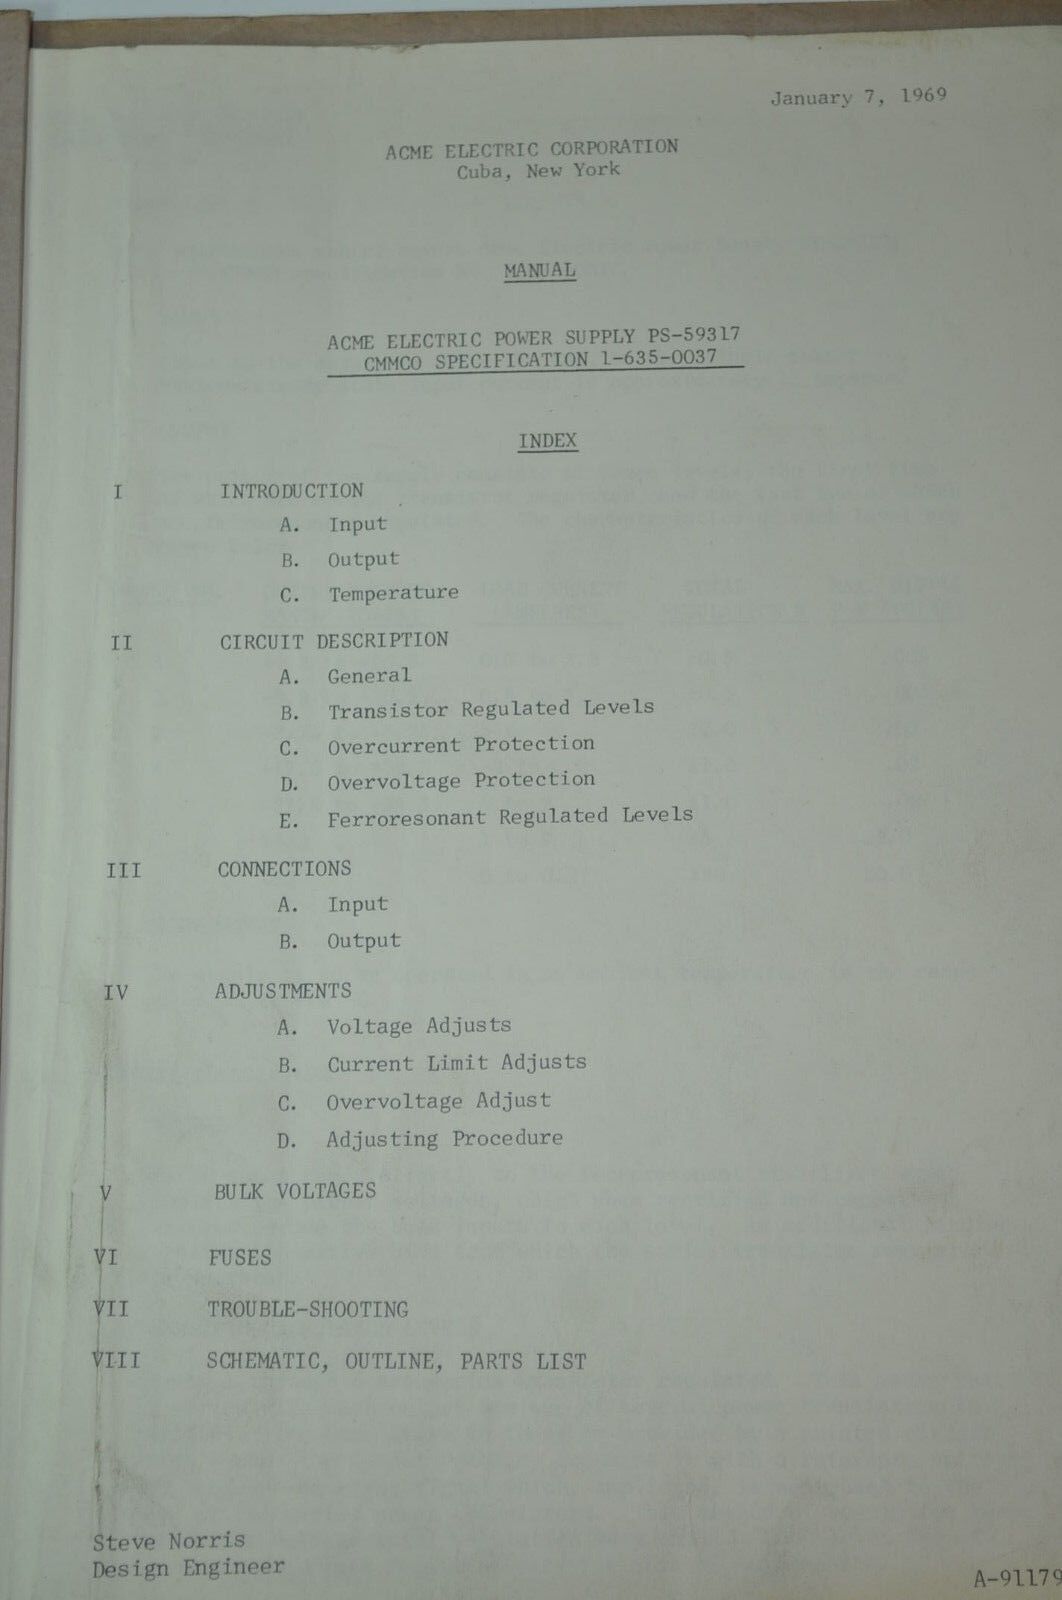 January 7, 1969
ACME ELECTRIC CORPORATION
Cuba, New York
MANUAL
ACME ELECTRIC POWER SUPPLY PS-59317
CMMCO SPECIFICATION 1-635-0037
INDEX
I INTRODUCTION
A. Input
B. Output
C. Temperature
II CIRCUIT DESCRIPTION
A. General
B. Transistor Regulated Levels
C. Overcurrent Protection
D. Overvoltage Protection
E. Ferroresonant Regulated Levels
III CONNECTIONS
A. Input
B. Output
IV ADJUSTMENTS
A. Voltage Adjusts
B. Current Limit Adjusts
C. Overvoltage Adjust
D. Adjusting Procedure
V BULK VOLTAGES
VI FUSES
VII TROUBLE-SHOOTING
VIII SCHEMATIC, OUTLINE, PARTS LIST
Steve Norris
Design Engineer
A-91179